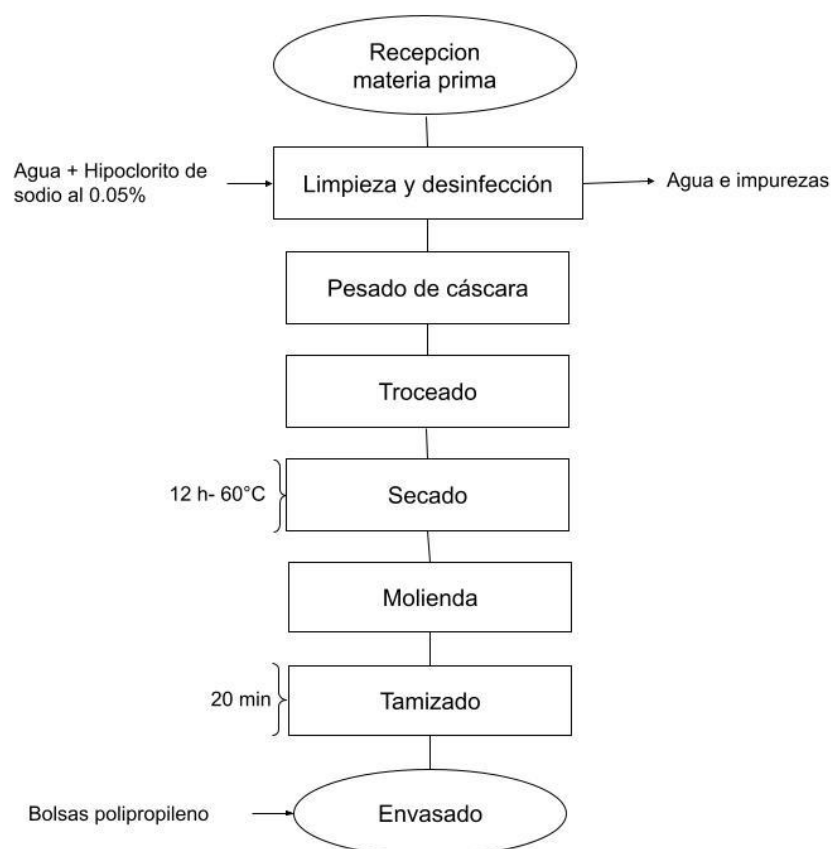 Recepcion
materia prima
Agua + Hipoclorito de
sodio al 0.05%
Limpieza y desinfección
Agua e impurezas
Pesado de cáscara
Troceado
12 h- 60°C
Secado
Molienda
20 min
Tamizado
Bolsas polipropileno
Envasado